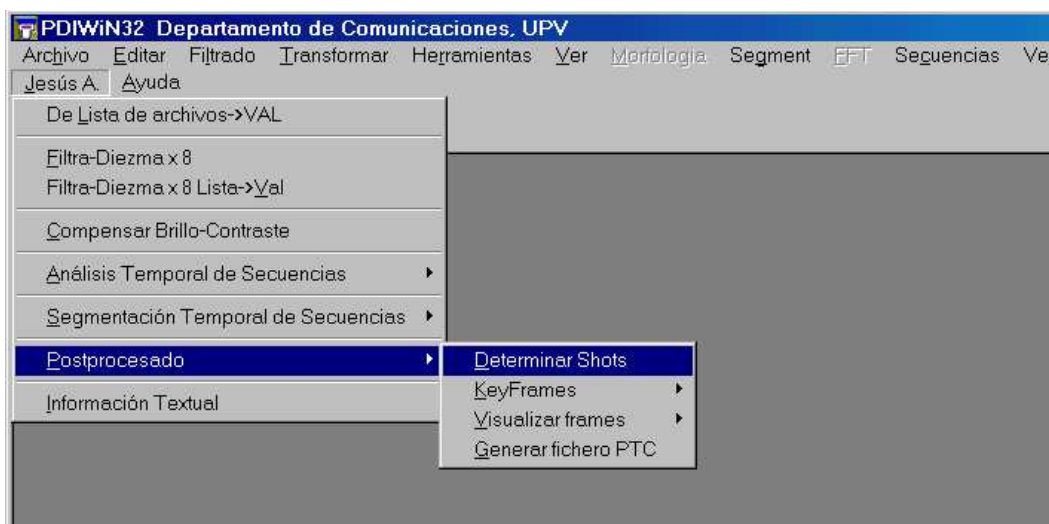 PDIWiN32 Departamento de Comunicaciones, UPV
Archivo Editar Filtrado Transformar Herramientas Ver Morfologia Segment FFT Secuencias Ve
Jesús A. Ayuda
De Lista de archivos->VAL
Filtra-Diezma x 8
Filtra-Diezma x 8 Lista->Val
Compensar Brillo-Contraste
Análisis Temporal de Secuencias
Segmentación Temporal de Secuencias
Postprocesado
Información Textual
Determinar Shots
KeyFrames
Visualizar frames
Generar fichero PTC